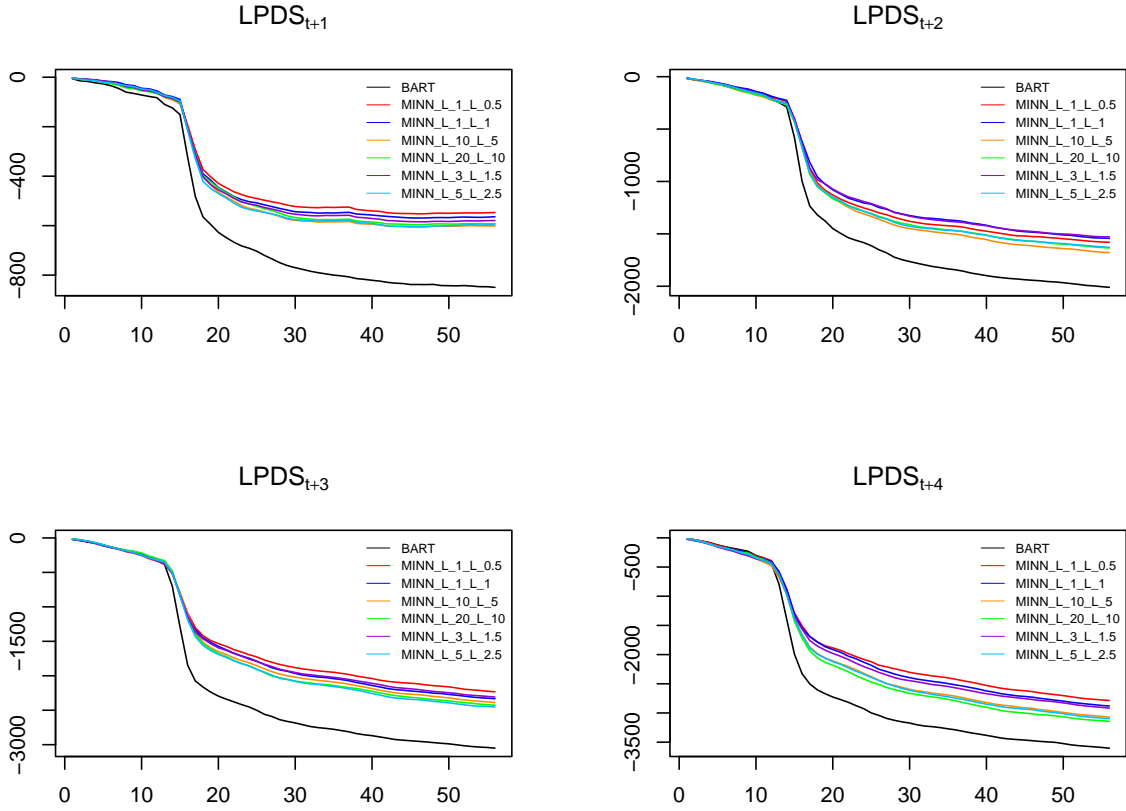 LPDSt+1
0
−4000
−8000
BART
MINN_L_1_L_0.5
MINN_L_1_L_1
MINN_L_10_L_5
MINN_L_20_L_10
MINN_L_3_L_1.5
MINN_L_5_L_2.5
0 10 20 30 40 50
LPDSt+2
0
−1000
−2000
BART
MINN_L_1_L_0.5
MINN_L_1_L_1
MINN_L_10_L_5
MINN_L_20_L_10
MINN_L_3_L_1.5
MINN_L_5_L_2.5
0 10 20 30 40 50
LPDSt+3
0
−1500
−3000
BART
MINN_L_1_L_0.5
MINN_L_1_L_1
MINN_L_10_L_5
MINN_L_20_L_10
MINN_L_3_L_1.5
MINN_L_5_L_2.5
0 10 20 30 40 50
LPDSt+4
−500
−2000
−3500
BART
MINN_L_1_L_0.5
MINN_L_1_L_1
MINN_L_10_L_5
MINN_L_20_L_10
MINN_L_3_L_1.5
MINN_L_5_L_2.5
0 10 20 30 40 50